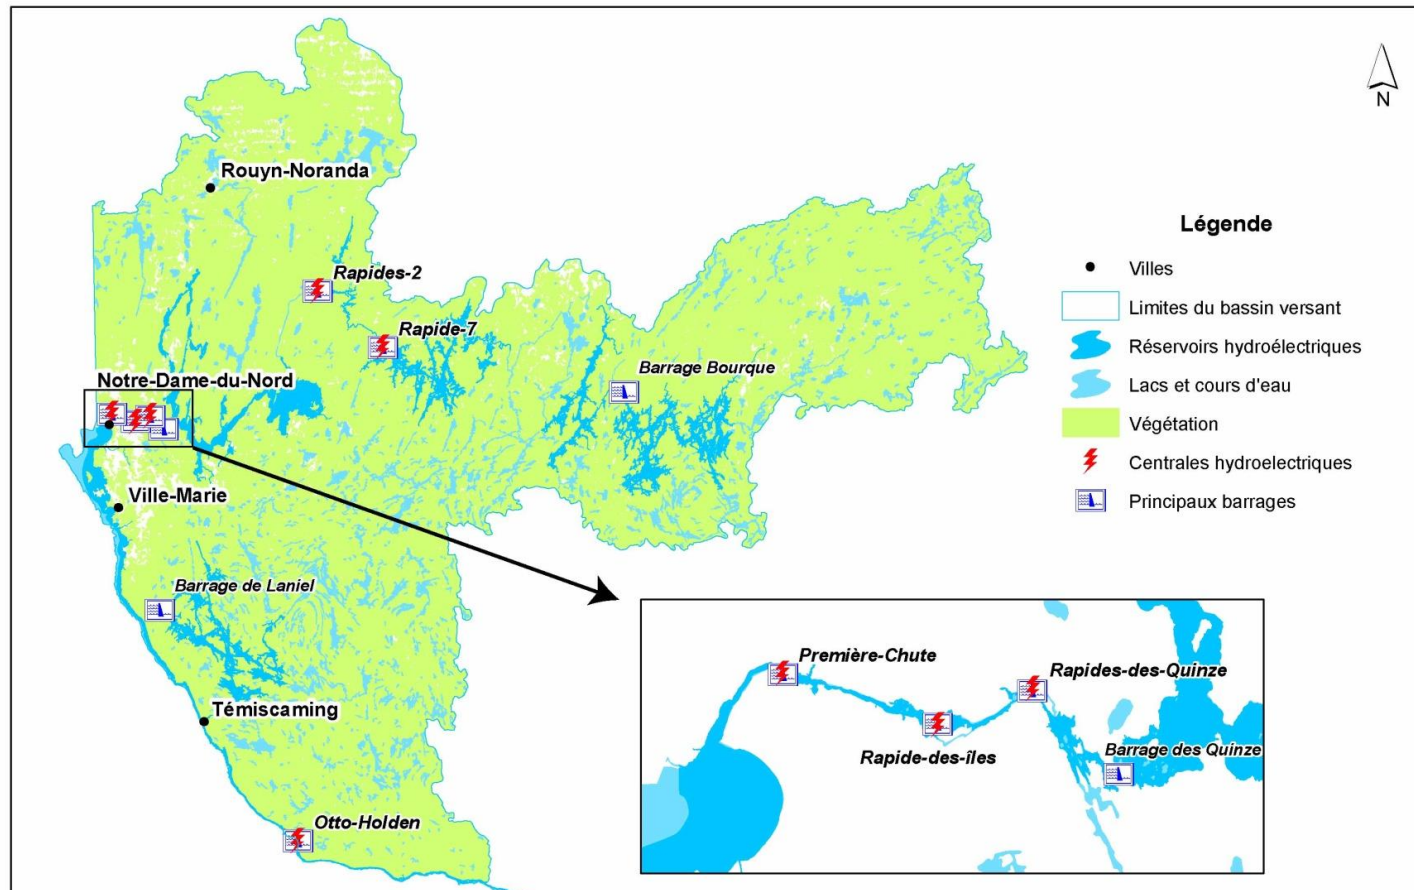 N
Rouyn-Noranda
Rapides-2
Rapide-7
Barrage Bourque
Notre-Dame-du-Nord
Ville-Marie
Barrage de Laniel
Témiscaming
Otto-Holden
Légende
Villes
Limites du bassin versant
Réservoirs hydroélectriques
Lacs et cours d'eau
Végétation
Centrales hydroelectriques
Principaux barrages
Première-Chute
Rapides-des-Quinze
Rapide-des-îles
Barrage des Quinze